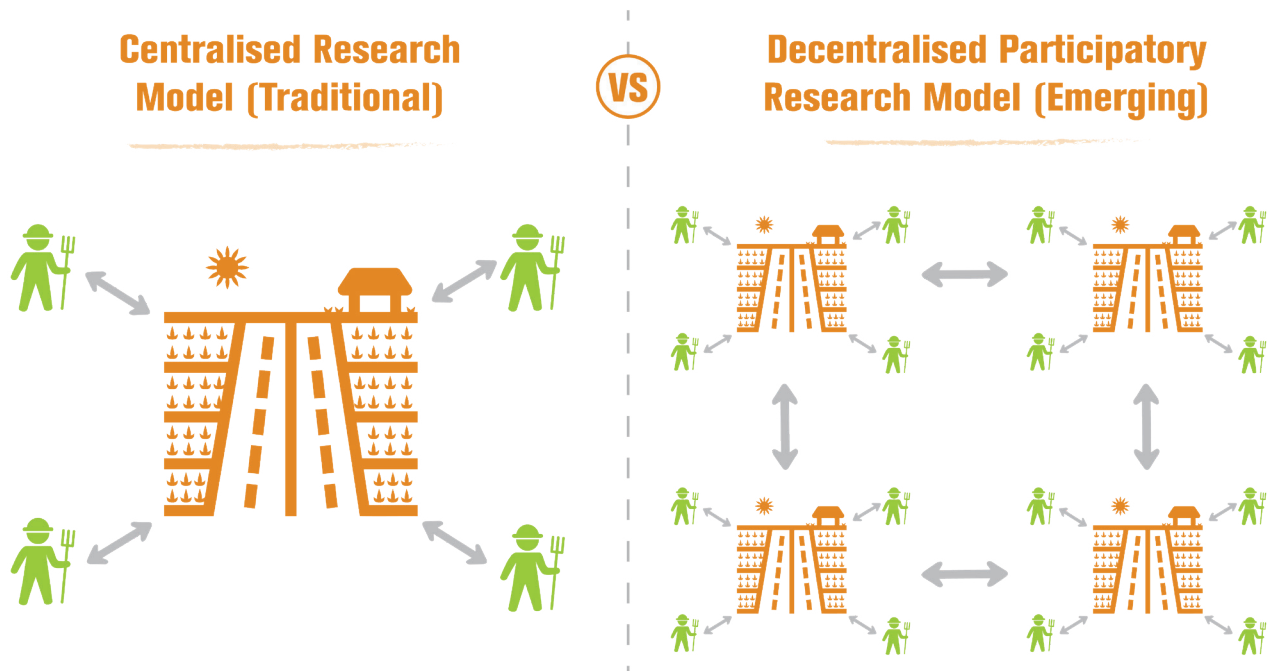 Centralised Research
Model (Traditional)
VS
Decentralised Participatory
Research Model (Emerging)